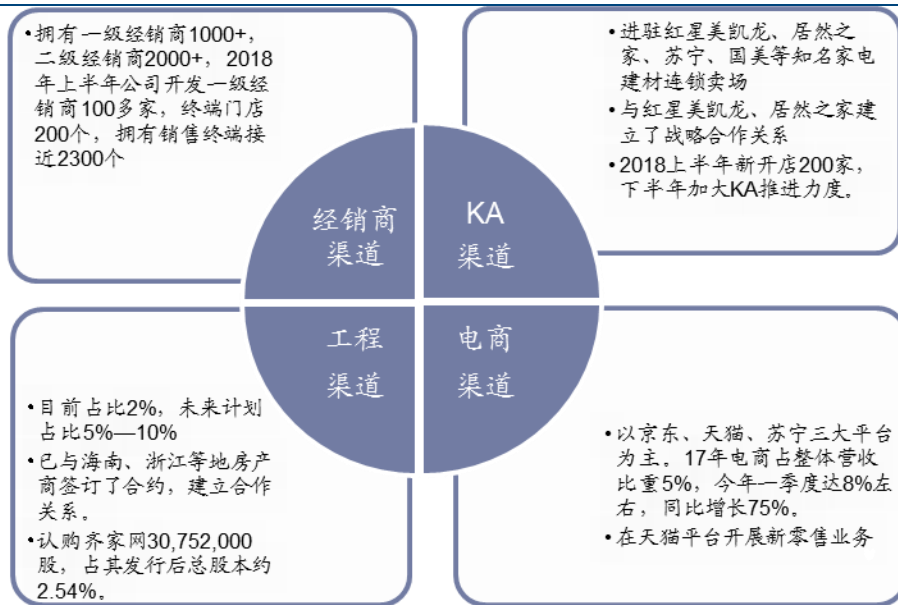 •拥有一级经销商1000+，
二级经销商2000+，2018
年上半年公司开发一级经
销商100多家，终端门店
200个，拥有销售终端接
近2300个
•进驻红星美凯龙、居然之
家、苏宁、国美等知名家电
建材连锁卖场
•与红星美凯龙、居然之家建
立了战略合作关系
•2018上半年新开店200家，
下半年加大KA推进力度。
经销商
渠道
KA
渠道
工程
渠道
电商
渠道
•目前占比2%，未来计划
占比5%—10%
•已与海南、浙江等地房产
商签订了合约，建立合作
关系。
•认购齐家网30,752,000
股，占其发行后总股本约
2.54%。
•以京东、天猫、苏宁三大平台
为主。17年电商占整体营收
比重5%，今年一季度达8%左
右，同比增长75%。
•在天猫平台开展新零售业务